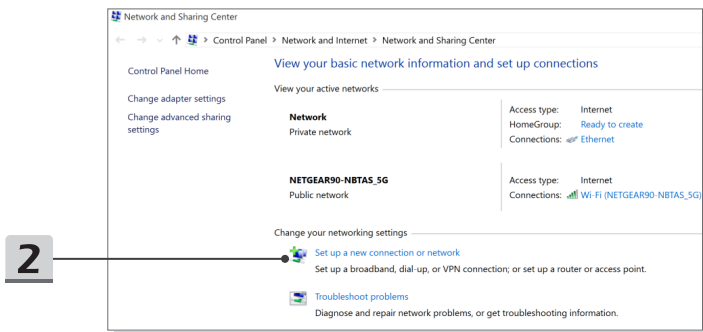 Network and Sharing Center
Control Panel > Network and Internet > Network and Sharing Center
Control Panel Home
Change adapter settings
Change advanced sharing
settings
View your basic network information and set up connections
View your active networks
Network
Private network
Access type: Internet
HomeGroup: Ready to create
Connections: Ethernet
NETGEAR90-NBTAS_5G
Public network
Access type: Internet
Connections: Wi-Fi (NETGEAR90-NBTAS_5G)
Change your networking settings
2
Set up a new connection or network
Set up a broadband, dial-up, or VPN connection; or set up a router or access point.
Troubleshoot problems
Diagnose and repair network problems, or get troubleshooting information.